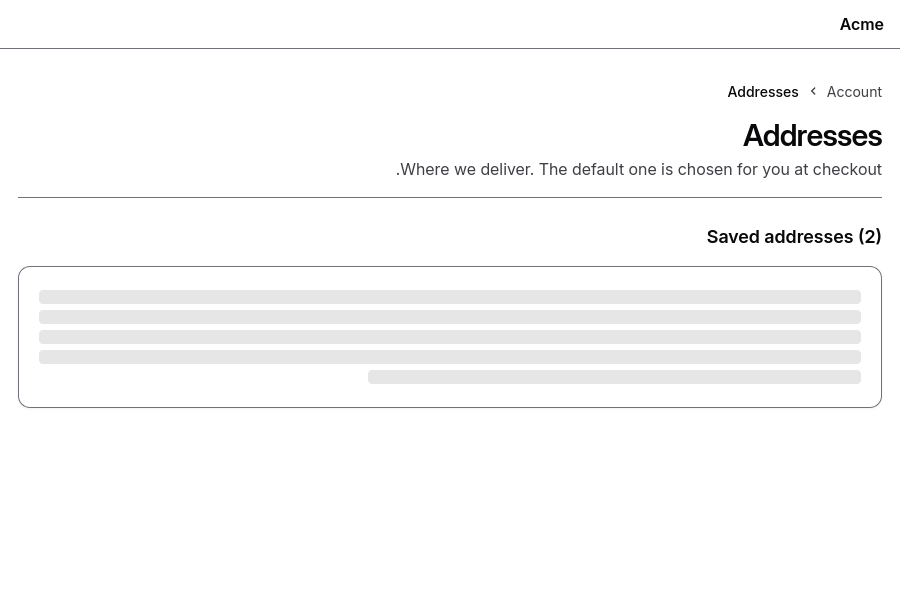 Acme
Account › Addresses
Addresses
Where we deliver. The default one is chosen for you at checkout.
Saved addresses (2)